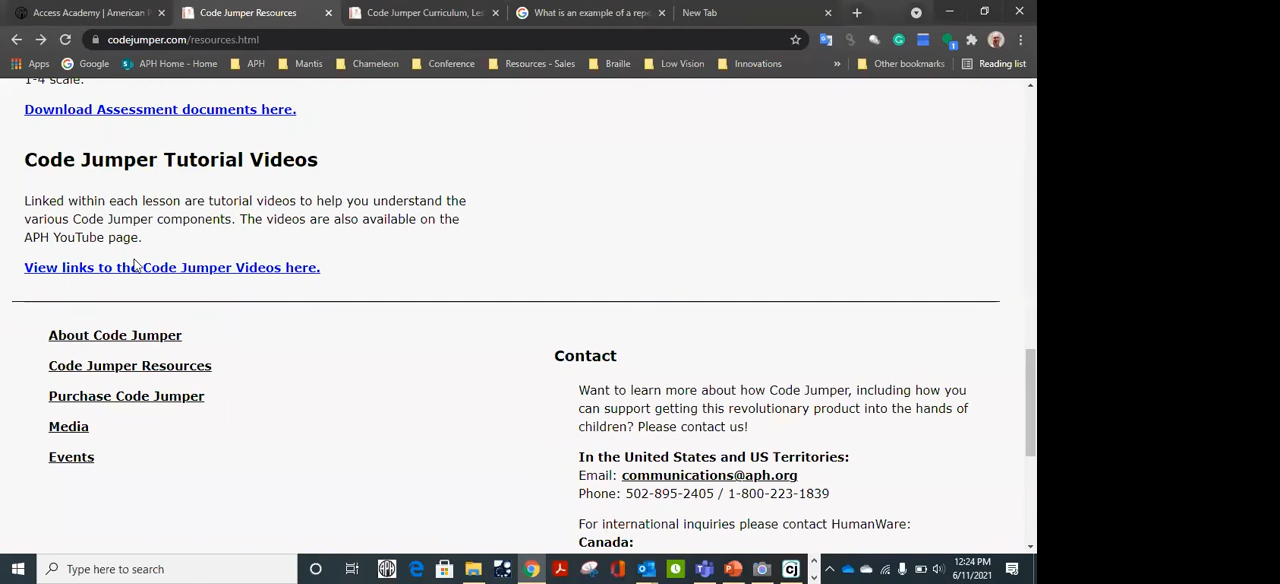 Access Academy | American P
Code Jumper Resources
Code Jumper Curriculum, Les
What is an example of a repe
New Tab
codejumper.com/resources.html
Apps
Google
APH Home - Home
APH
Mantis
Chameleon
Conference
Resources - Sales
Braille
Low Vision
Innovations
»
Other bookmarks
Reading list
1-4 scale.
Download Assessment documents here.
Code Jumper Tutorial Videos
Linked within each lesson are tutorial videos to help you understand the
various Code Jumper components. The videos are also available on the
APH YouTube page.
View links to the Code Jumper Videos here.
About Code Jumper
Code Jumper Resources
Purchase Code Jumper
Media
Events
Contact
Want to learn more about how Code Jumper, including how you
can support getting this revolutionary product into the hands of
children? Please contact us!
In the United States and US Territories:
Email: communications@aph.org
Phone: 502-895-2405 / 1-800-223-1839
For international inquiries please contact HumanWare:
Canada:
Type here to search
12:24 PM
6/11/2021